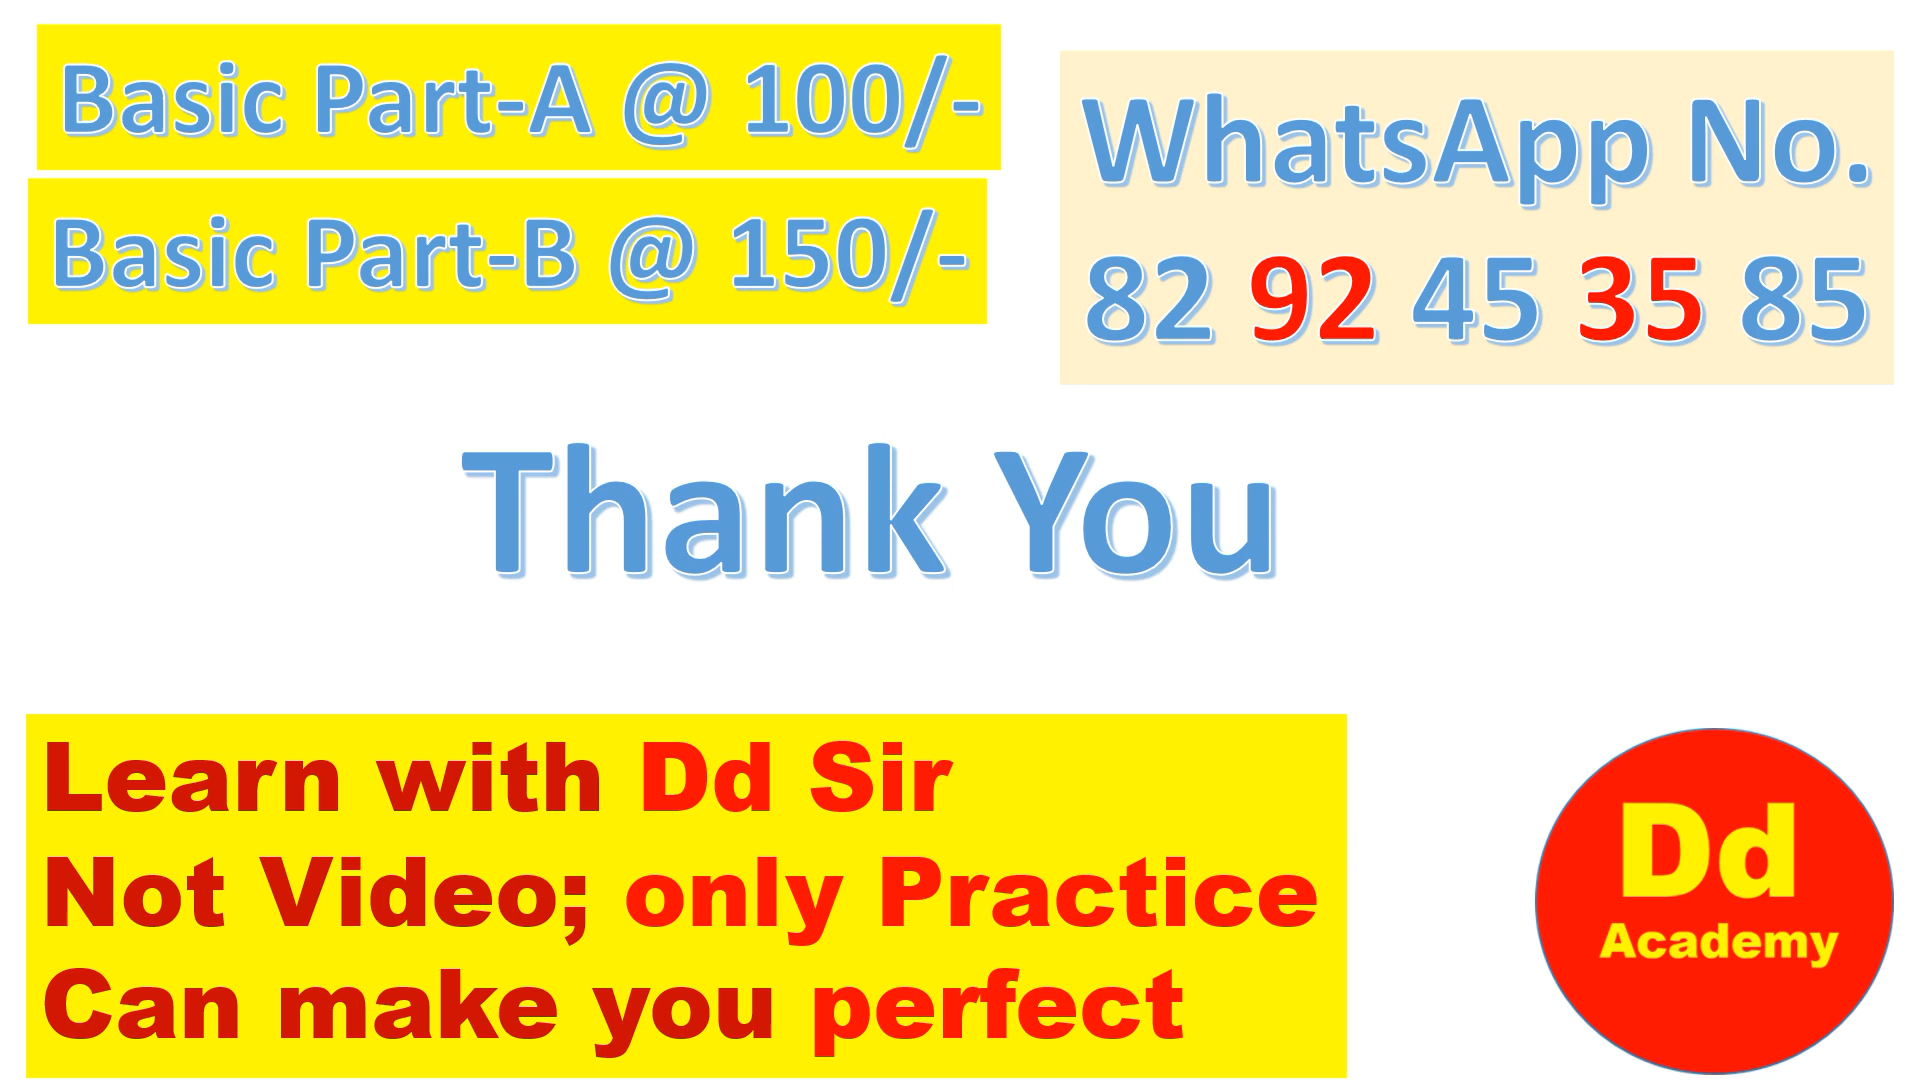 Basic Part-A @ 100/-
Basic Part-B @ 150/-
WhatsApp No.
82 92 45 35 85
Thank You
Learn with Dd Sir
Not Video; only Practice
Can make you perfect
Dd
Academy